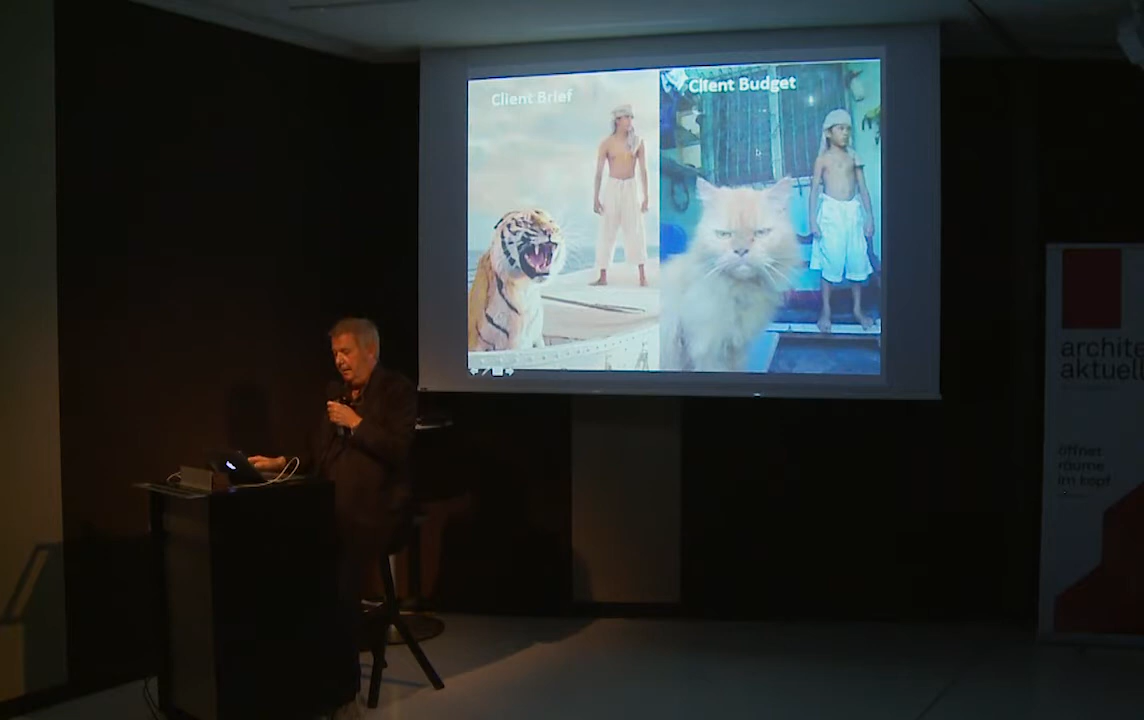 Client Brief
Client Budget
archite
aktuell
öffnet
räume
im kopf